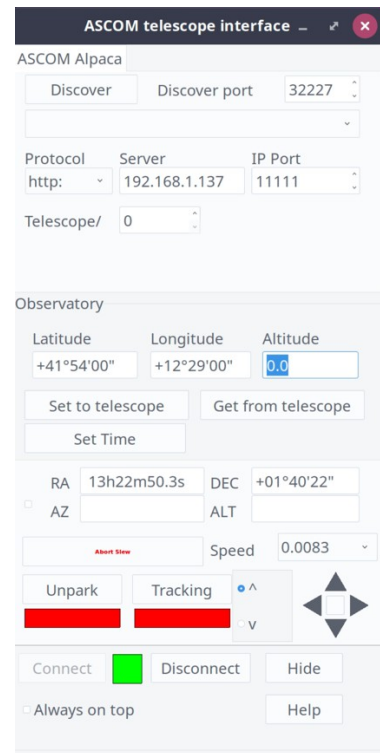 ASCOM telescope interface
ASCOM Alpaca
Discover Discover port 32227
Protocol Server IP Port
http: 192.168.1.137 11111
Telescope/ 0
Observatory
Latitude Longitude Altitude
+41°54'00" +12°29'00" 0.0
Set to telescope Get from telescope
Set Time
RA 13h22m50.3s DEC +01°40'22"
AZ ALT
Abort Slew Speed 0.0083
Unpark Tracking ^
v
Connect Disconnect Hide
Always on top Help